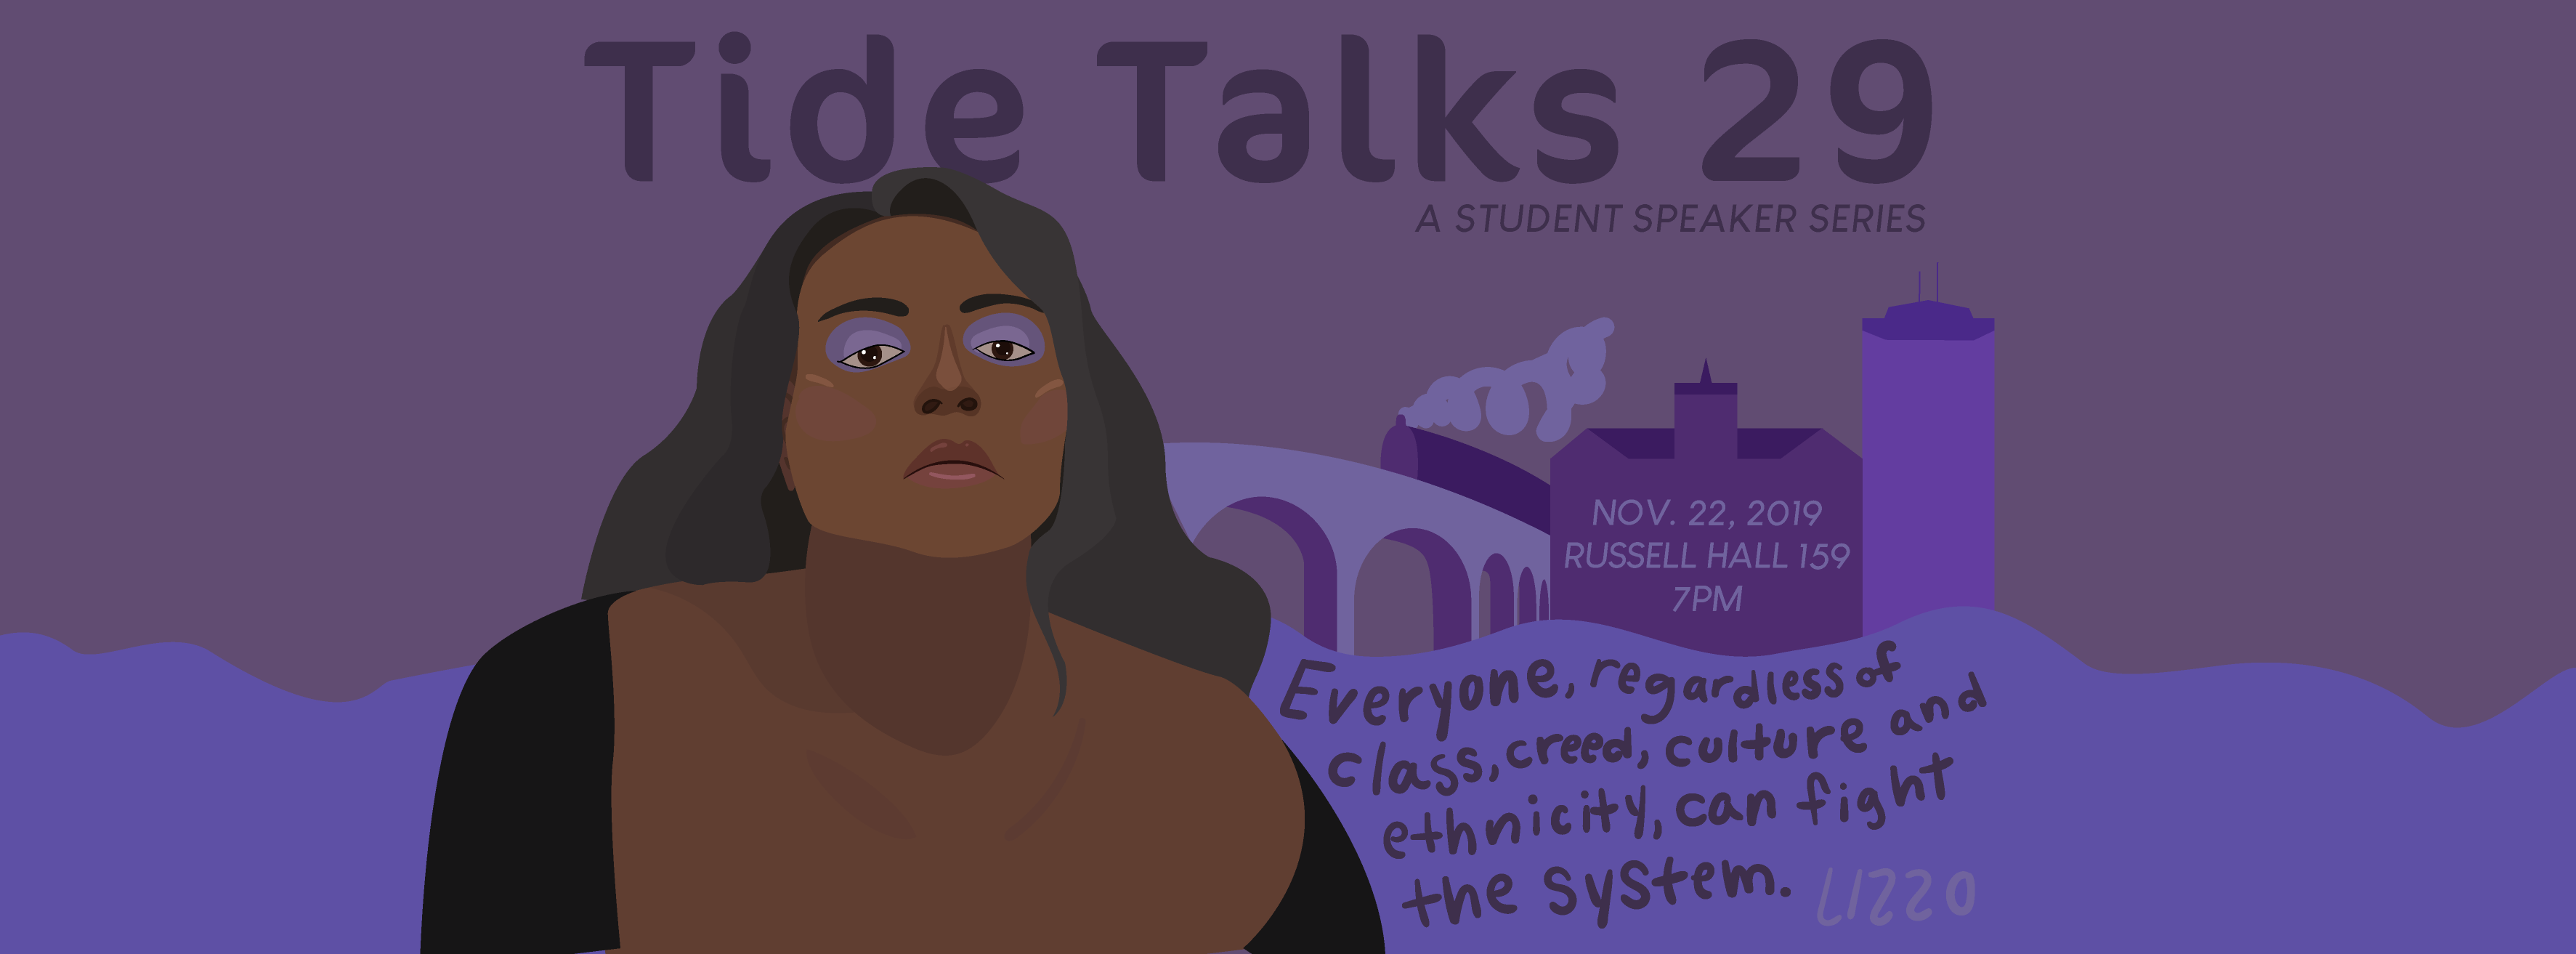 Tide Talks 29
A STUDENT SPEAKER SERIES
NOV. 22, 2019
RUSSELL HALL 159
7PM
Everyone, regardless of
class, creed, culture and
ethnicity, can fight
the system. LIZZO